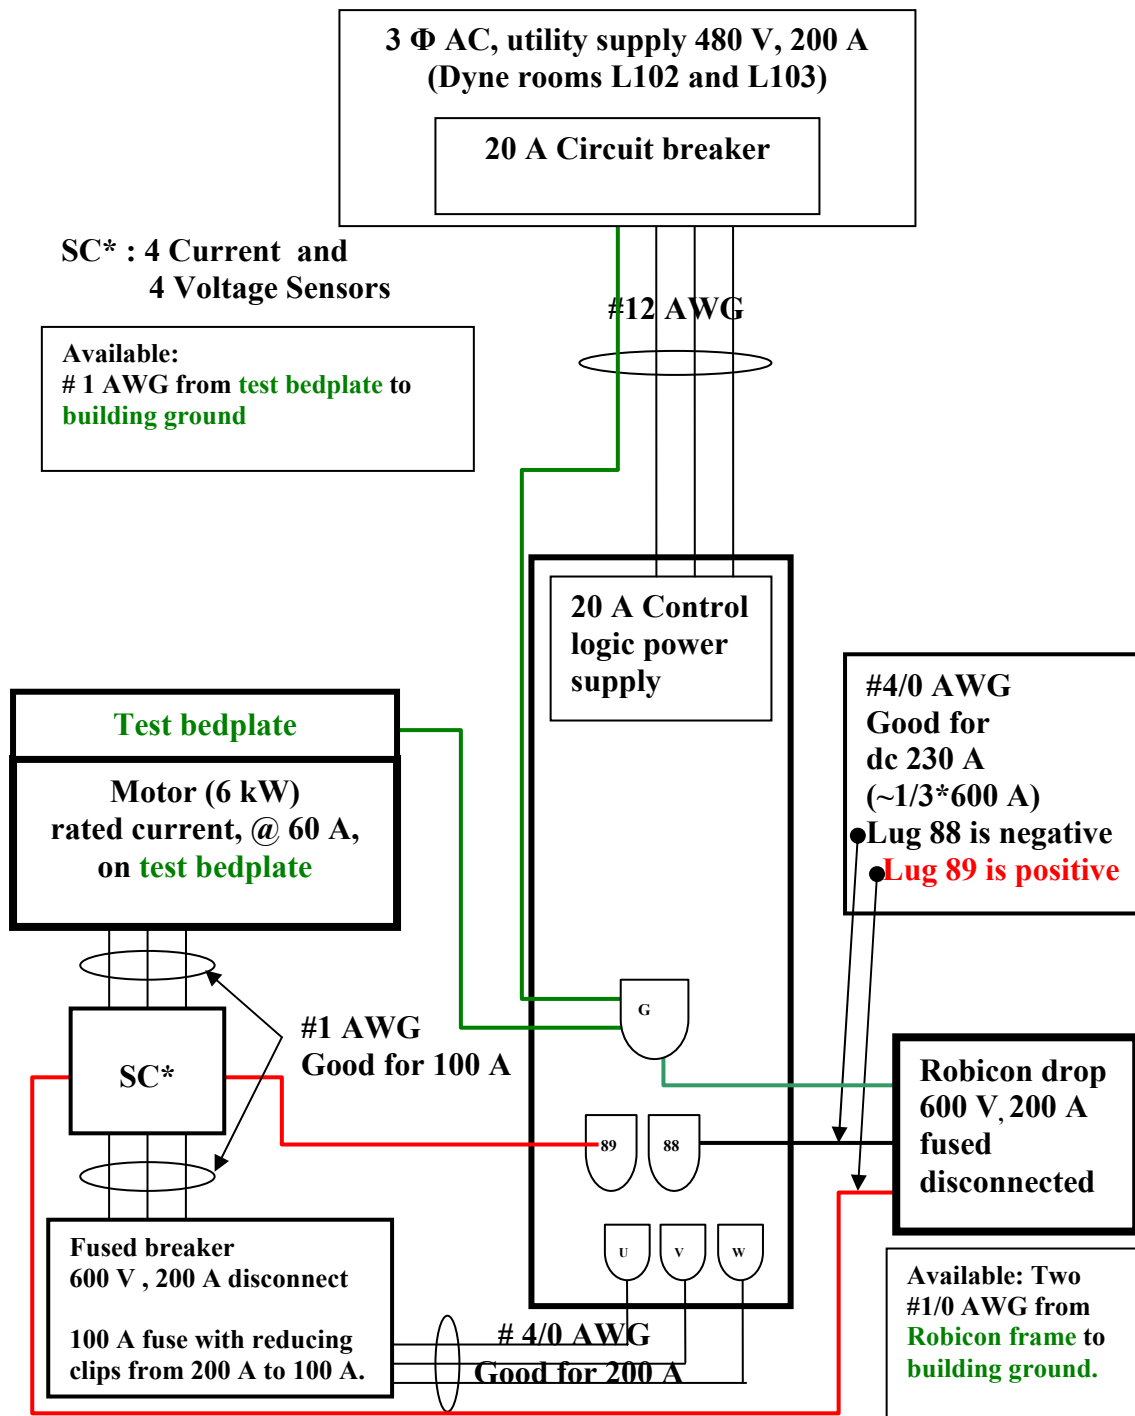 3 Φ AC, utility supply 480 V, 200 A
(Dyne rooms L102 and L103)
20 A Circuit breaker
SC* : 4 Current and
4 Voltage Sensors
#12 AWG
Available:
# 1 AWG from test bedplate to
building ground
20 A Control
logic power
supply
#4/0 AWG
Good for
dc 230 A
(~1/3*600 A)
Lug 88 is negative
Lug 89 is positive
Test bedplate
Motor (6 kW)
rated current, @ 60 A,
on test bedplate
G
#1 AWG
Good for 100 A
SC*
Robicon drop
600 V, 200 A
fused
disconnected
89
88
Fused breaker
600 V , 200 A disconnect
100 A fuse with reducing
clips from 200 A to 100 A.
U
V
W
# 4/0 AWG
Good for 200 A
Available: Two
#1/0 AWG from
Robicon frame to
building ground.